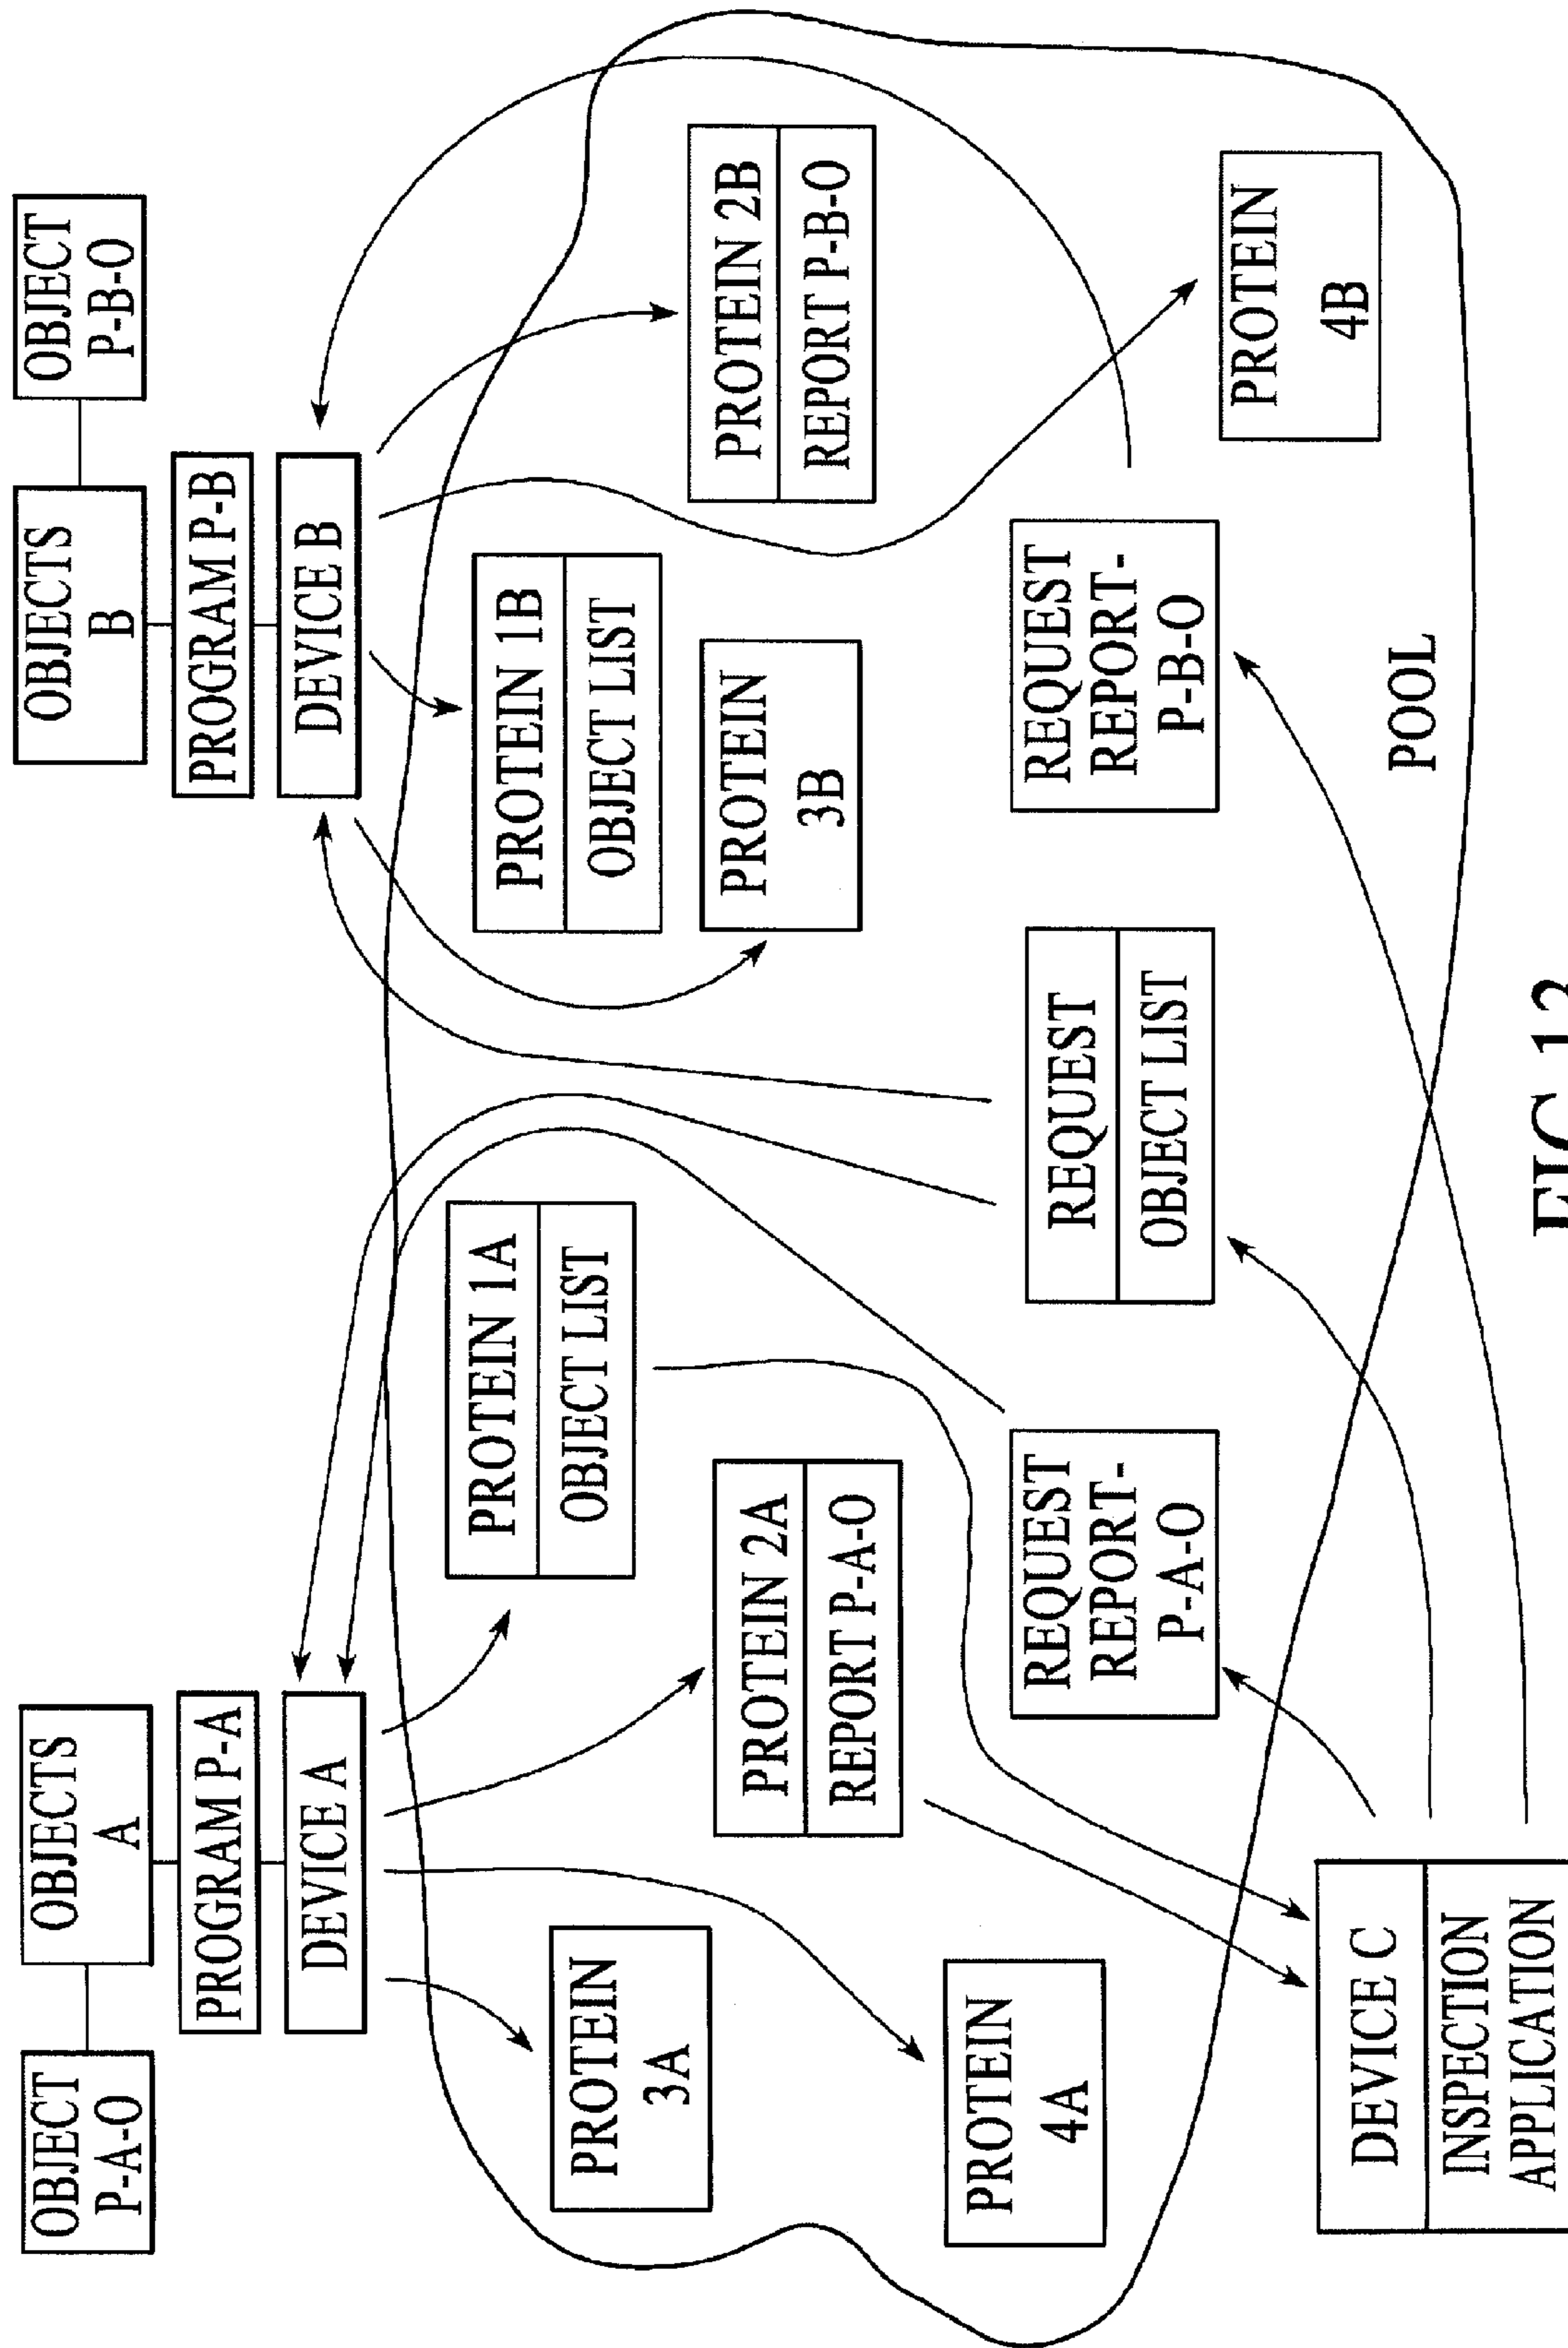 OBJECT
P-A-O
OBJECTS
A
OBJECTS
B
OBJECT
P-B-O
PROGRAM P-A
PROGRAM P-B
DEVICE A
DEVICE B
PROTEIN 1A
OBJECT LIST
PROTEIN 1B
OBJECT LIST
PROTEIN
3A
PROTEIN 2A
REPORT P-A-O
PROTEIN
3B
PROTEIN 2B
REPORT P-B-O
PROTEIN
4A
REQUEST
REPORT-
P-A-O
REQUEST
OBJECT LIST
REQUEST
REPORT-
P-B-O
PROTEIN
4B
POOL
DEVICE C
INSPECTION
APPLICATION
FIG.